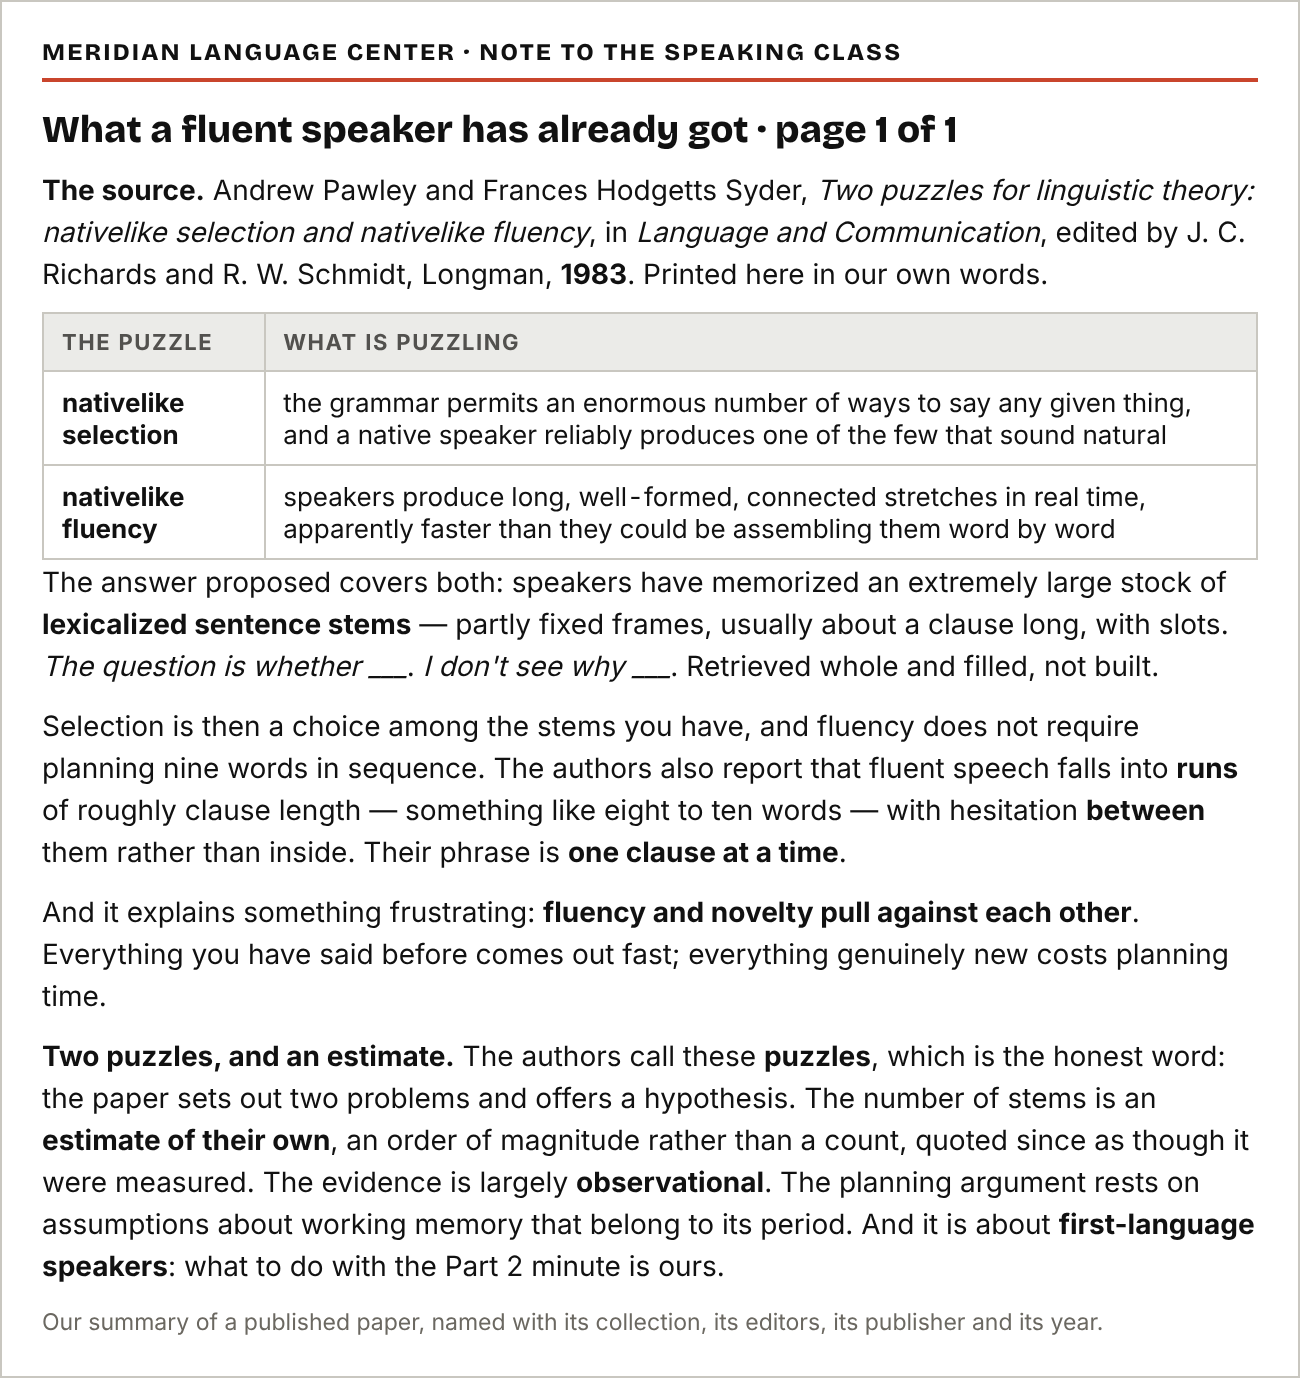 MERIDIAN LANGUAGE CENTER · NOTE TO THE SPEAKING CLASS
What a fluent speaker has already got · page 1 of 1
The source. Andrew Pawley and Frances Hodgetts Syder, Two puzzles for linguistic theory:
nativelike selection and nativelike fluency, in Language and Communication, edited by J. C.
Richards and R. W. Schmidt, Longman, 1983. Printed here in our own words.
THE PUZZLE WHAT IS PUZZLING
nativelike selection the grammar permits an enormous number of ways to say any given thing,
and a native speaker reliably produces one of the few that sound natural
nativelike fluency speakers produce long, well-formed, connected stretches in real time,
apparently faster than they could be assembling them word by word
The answer proposed covers both: speakers have memorized an extremely large stock of
lexicalized sentence stems — partly fixed frames, usually about a clause long, with slots.
The question is whether ___. I don't see why ___. Retrieved whole and filled, not built.
Selection is then a choice among the stems you have, and fluency does not require
planning nine words in sequence. The authors also report that fluent speech falls into runs
of roughly clause length — something like eight to ten words — with hesitation between
them rather than inside. Their phrase is one clause at a time.
And it explains something frustrating: fluency and novelty pull against each other.
Everything you have said before comes out fast; everything genuinely new costs planning
time.
Two puzzles, and an estimate. The authors call these puzzles, which is the honest word:
the paper sets out two problems and offers a hypothesis. The number of stems is an
estimate of their own, an order of magnitude rather than a count, quoted since as though it
were measured. The evidence is largely observational. The planning argument rests on
assumptions about working memory that belong to its period. And it is about first-language
speakers: what to do with the Part 2 minute is ours.
Our summary of a published paper, named with its collection, its editors, its publisher and its year.